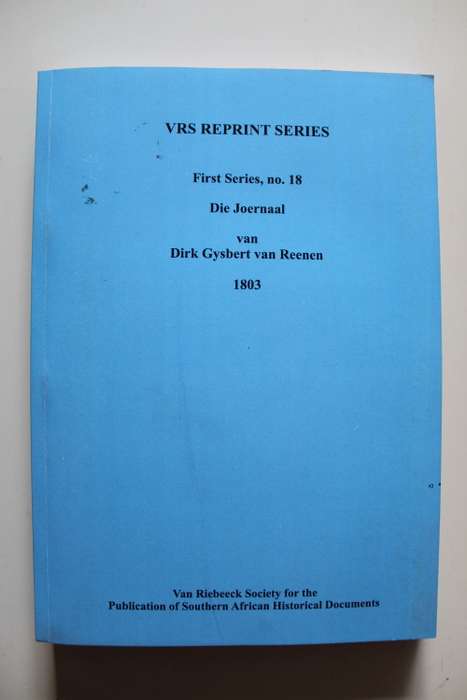 VRS REPRINT SERIES
First Series, no. 18
Die Joernaal
van
Dirk Gysbert van Reenen
1803
Van Riebeeck Society for the
Publication of Southern African Historical Documents